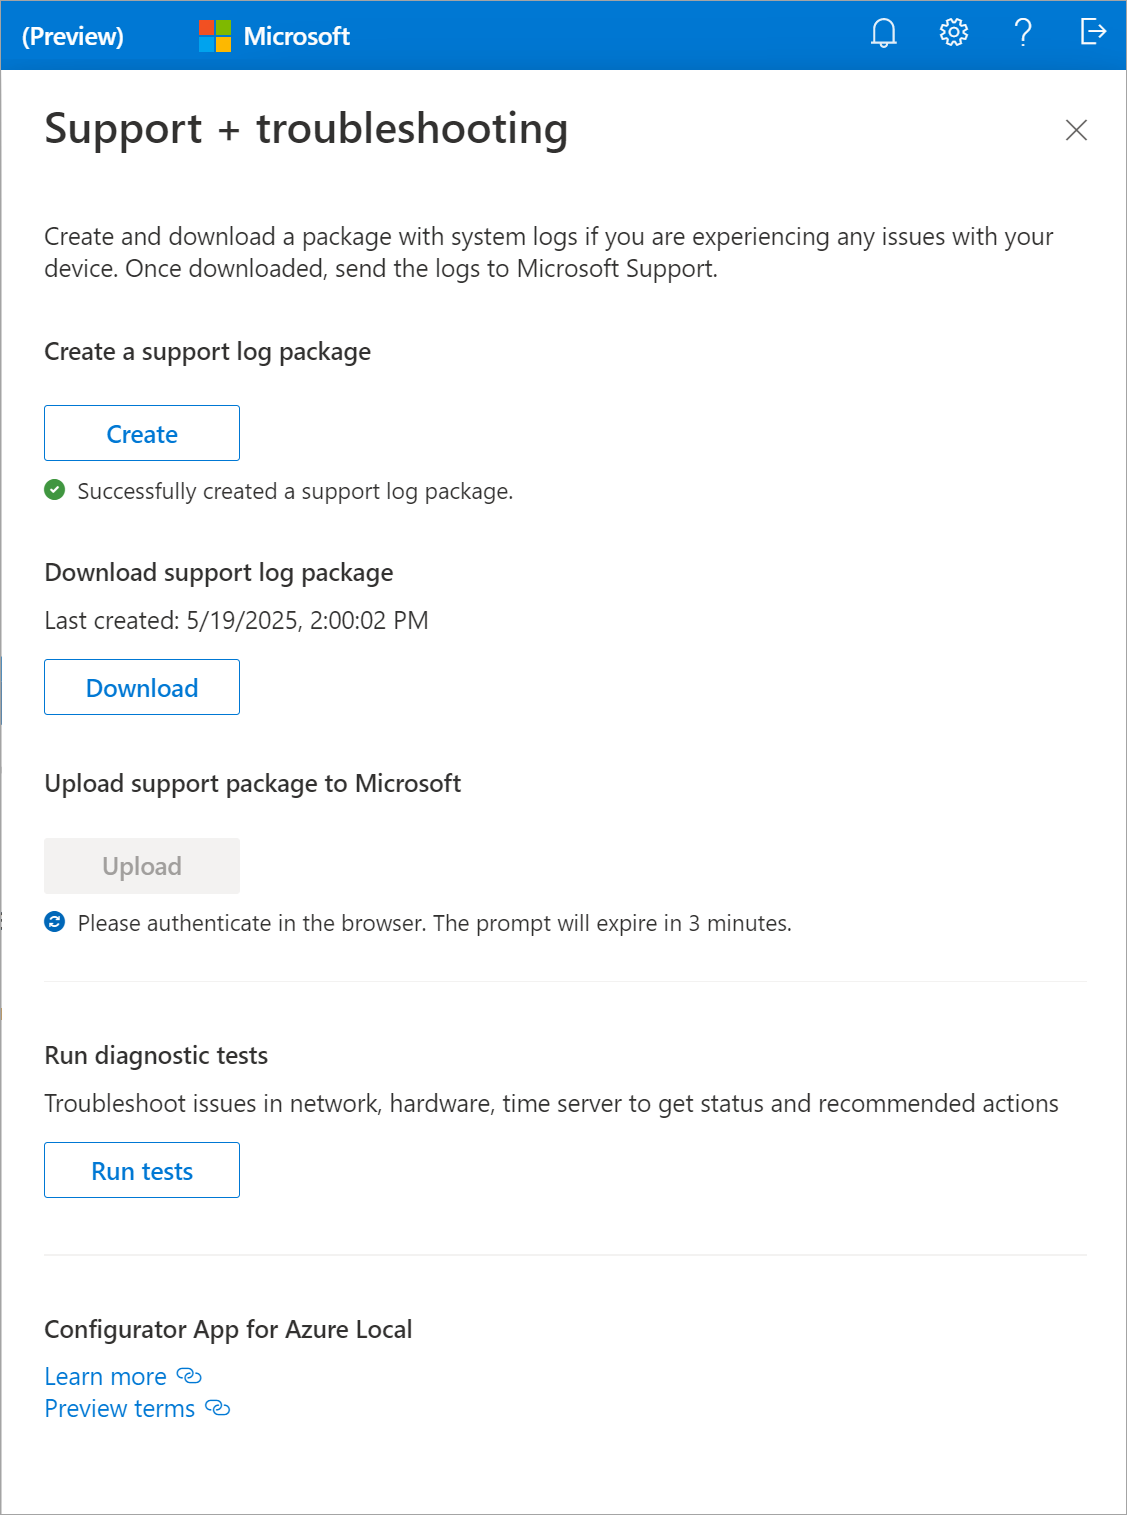 (Preview) Microsoft
Support + troubleshooting
Create and download a package with system logs if you are experiencing any issues with your
device. Once downloaded, send the logs to Microsoft Support.
Create a support log package
Create
Successfully created a support log package.
Download support log package
Last created: 5/19/2025, 2:00:02 PM
Download
Upload support package to Microsoft
Upload
Please authenticate in the browser. The prompt will expire in 3 minutes.
Run diagnostic tests
Troubleshoot issues in network, hardware, time server to get status and recommended actions
Run tests
Configurator App for Azure Local
Learn more
Preview terms